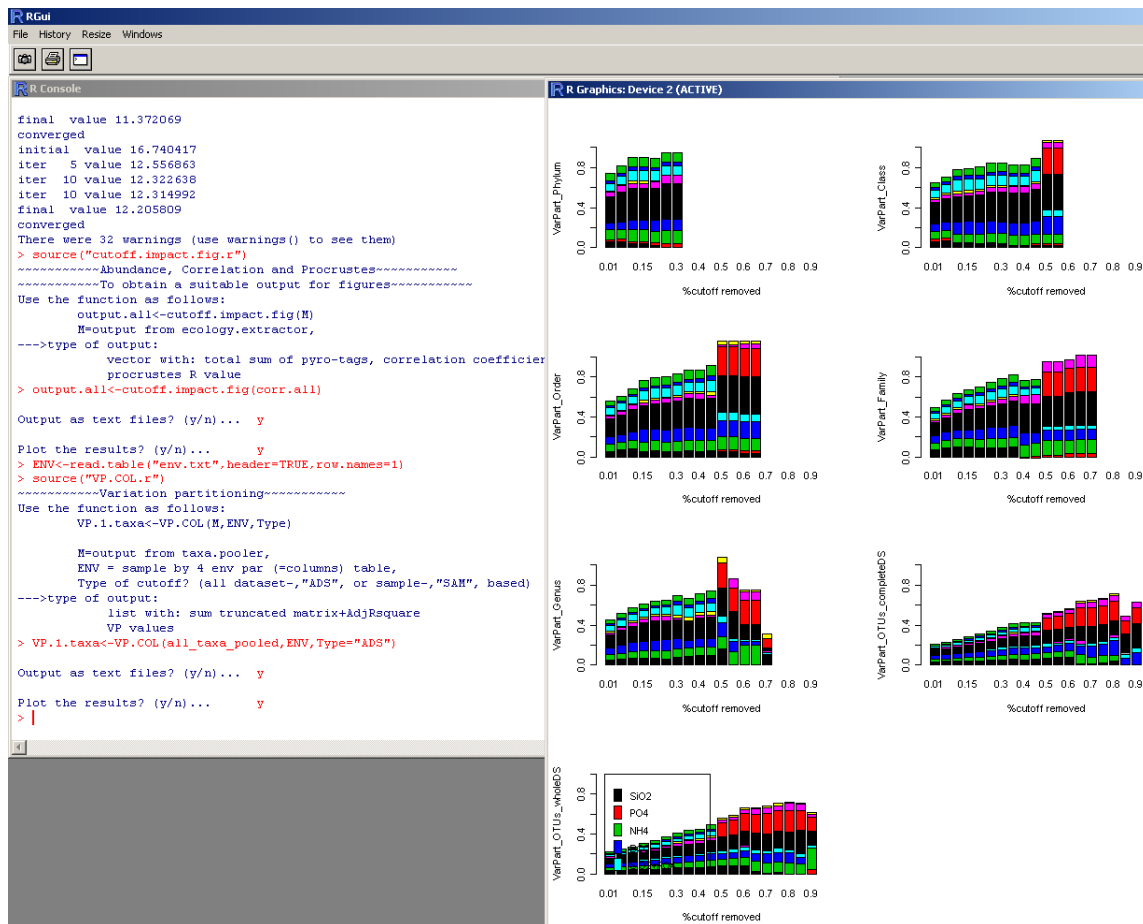 RGui
File History Resize Windows
R Console
final  value 11.372069
converged
initial  value 16.740417
iter   5 value 12.556863
iter  10 value 12.322638
iter  10 value 12.314992
final  value 12.205809
converged
There were 32 warnings (use warnings() to see them)
> source("cutoff.impact.fig.r")
~~~~~~~~~~~Abundance, Correlation and Procrustes~~~~~~~~~~~
~~~~~~~~~~~To obtain a suitable output for figures~~~~~~~~~~~
Use the function as follows:
output.all<-cutoff.impact.fig(M)
M=output from ecology.extractor,
--->type of output:
vector with: total sum of pyro-tags, correlation coefficien
procrustes R value
> output.all<-cutoff.impact.fig(corr.all)
Output as text files? (y/n)...  y
Plot the results? (y/n)...      y
> ENV<-read.table("env.txt",header=TRUE,row.names=1)
> source("VP.COL.r")
~~~~~~~~~~~Variation partitioning~~~~~~~~~~~
Use the function as follows:
VP.1.taxa<-VP.COL(M,ENV,Type)
M=output from taxa.pooler,
ENV = sample by 4 env par (=columns) table,
Type of cutoff? (all dataset-,"ADS", or sample-,"SAM", based)
--->type of output:
list with: sum truncated matrix+AdjRsquare
VP values
> VP.1.taxa<-VP.COL(all_taxa_pooled,ENV,Type="ADS")
Output as text files? (y/n)...  y
Plot the results? (y/n)...      y
>
R Graphics: Device 2 (ACTIVE)
VarPart_Phylum
0.0 0.4 0.8
0.01 0.15 0.3 0.4 0.5 0.6 0.7 0.8 0.9
%cutoff removed
VarPart_Class
0.0 0.4 0.8
0.01 0.15 0.3 0.4 0.5 0.6 0.7 0.8 0.9
%cutoff removed
VarPart_Order
0.0 0.4 0.8
0.01 0.15 0.3 0.4 0.5 0.6 0.7 0.8 0.9
%cutoff removed
VarPart_Family
0.0 0.4 0.8
0.01 0.15 0.3 0.4 0.5 0.6 0.7 0.8 0.9
%cutoff removed
VarPart_Genus
0.0 0.4 0.8
0.01 0.15 0.3 0.4 0.5 0.6 0.7 0.8 0.9
%cutoff removed
VarPart_OTUs_completeDS
0.0 0.4 0.8
0.01 0.15 0.3 0.4 0.5 0.6 0.7 0.8 0.9
%cutoff removed
VarPart_OTUs_wholeDS
0.0 0.4 0.8
SiO2
PO4
NH4
0.01 0.15 0.3 0.4 0.5 0.6 0.7 0.8 0.9
%cutoff removed